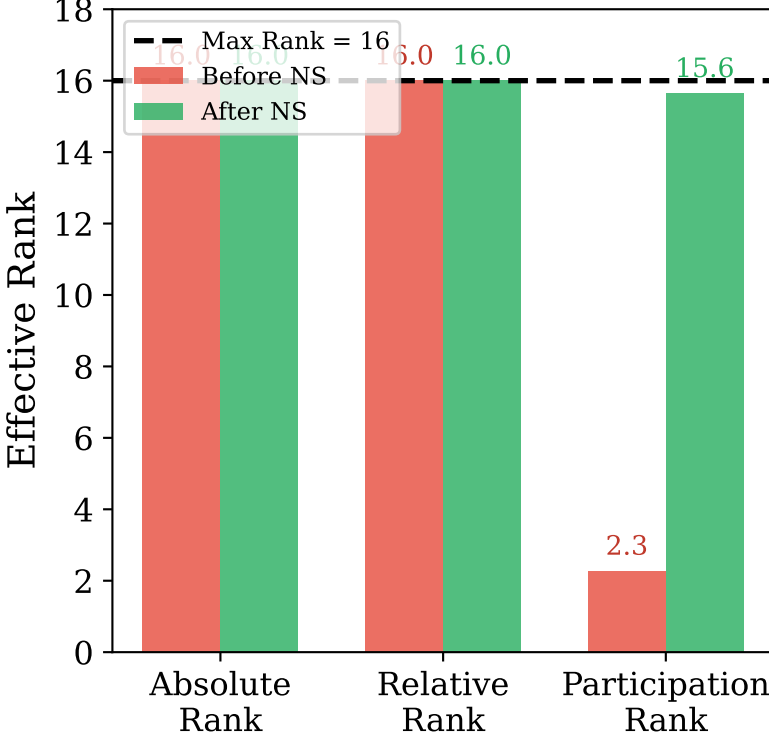 18
16
14
12
10
8
6
4
2
0
Effective Rank
Max Rank = 16
Before NS
After NS
16.0
16.0
16.0
16.0
2.3
15.6
Absolute
Rank
Relative
Rank
Participation
Rank